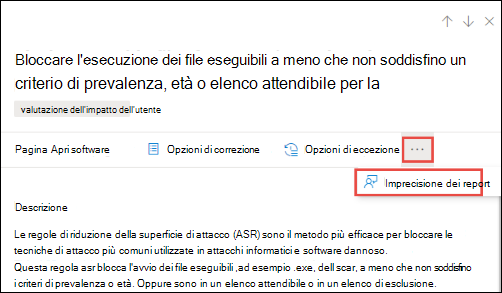 Bloccare l'esecuzione dei file eseguibili a meno che non soddisfino un
criterio di prevalenza, età o elenco attendibile per la
valutazione dell'impatto dell'utente
Pagina Apri software Opzioni di correzione Opzioni di eccezione ...
Imprecisione dei report
Descrizione
Le regole di riduzione della superficie di attacco (ASR) sono il metodo più efficace per bloccare le
tecniche di attacco più comuni utilizzate in attacchi informatici e software dannoso.
Questa regola asr blocca l'avvio dei file eseguibili ,ad esempio .exe, dell scar, a meno che non soddisfino
i criteri di prevalenza o età. Oppure sono in un elenco attendibile o in un elenco di esclusione.